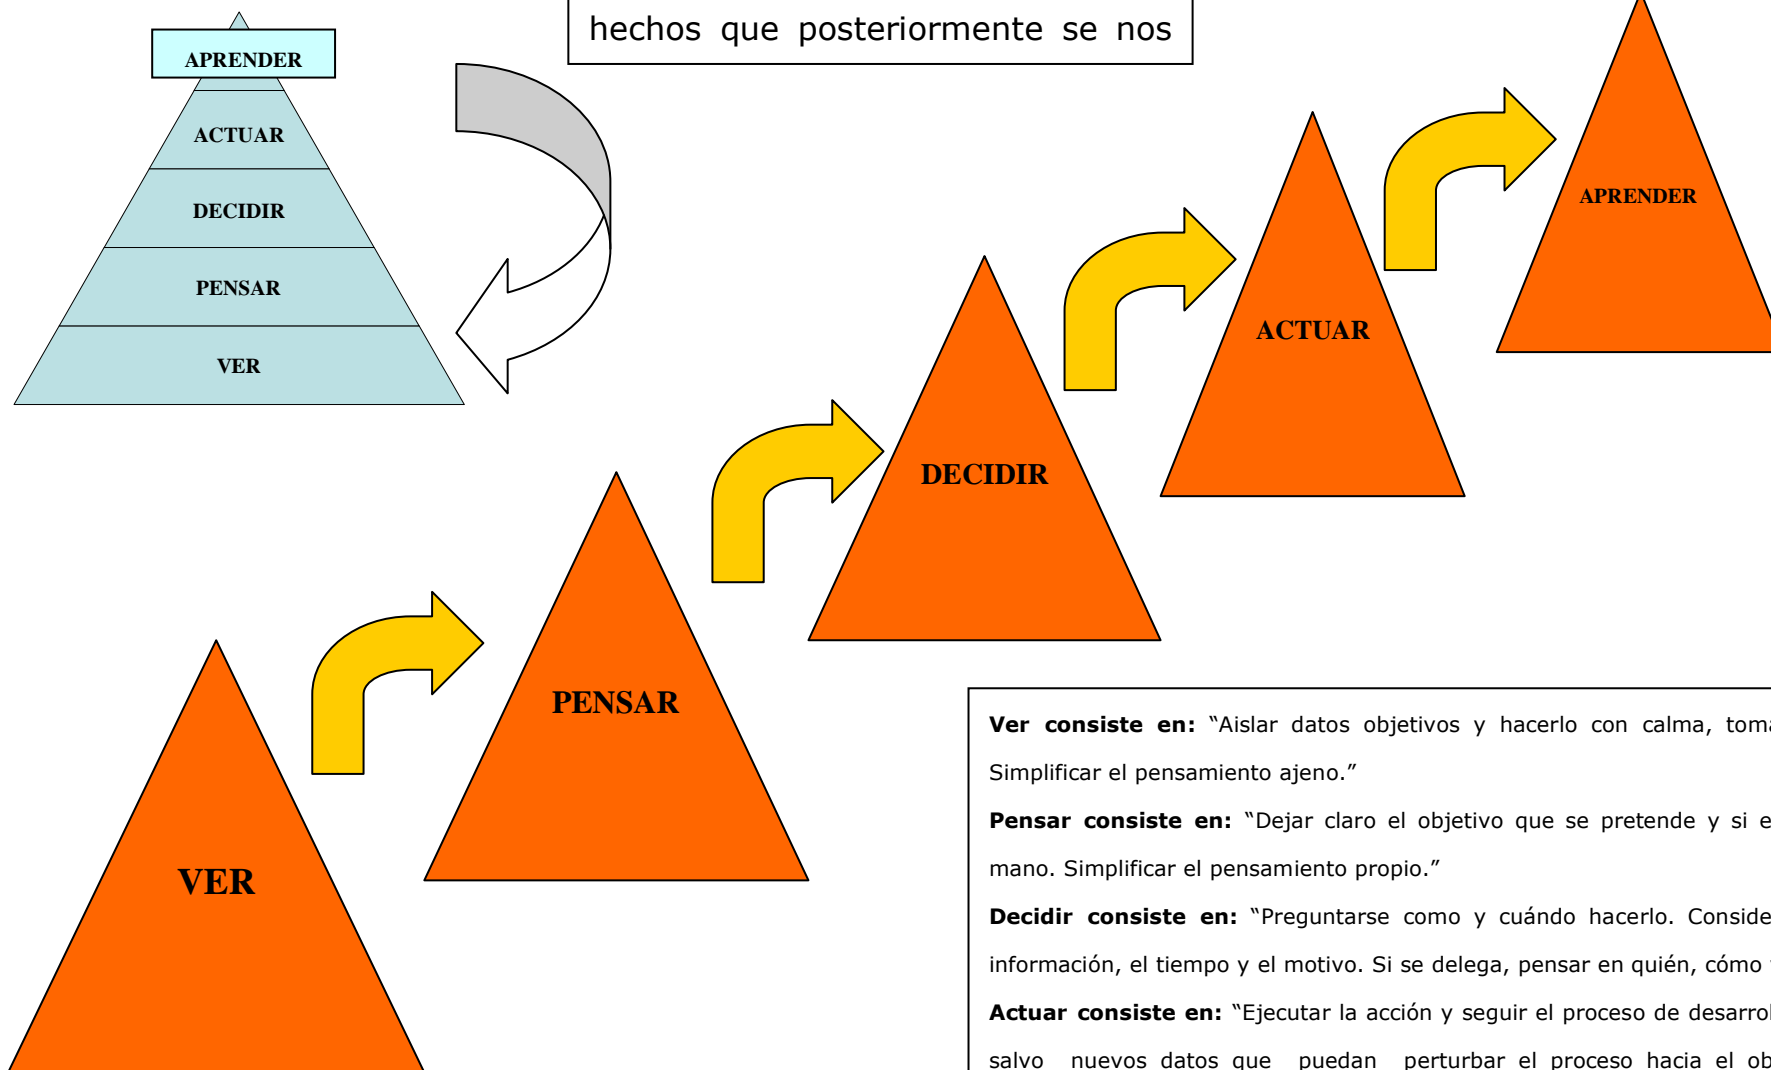 hechos que posteriormente se nos
APRENDER
ACTUAR
DECIDIR
PENSAR
VER
APRENDER
ACTUAR
DECIDIR
PENSAR
VER
Ver consiste en: “Aislar datos objetivos y hacerlo con calma,
Simplificar el pensamiento ajeno.”
Pensar consiste en: “Dejar claro el objetivo que se pretende y si
mano. Simplificar el pensamiento propio.”
Decidir consiste en: “Preguntarse como y cuándo hacerlo.
información, el tiempo y el motivo. Si se delega, pensar en quién, cómo
Actuar consiste en: “Ejecutar la acción y seguir el proceso de
salvo nuevos datos que puedan perturbar el proceso hacia el